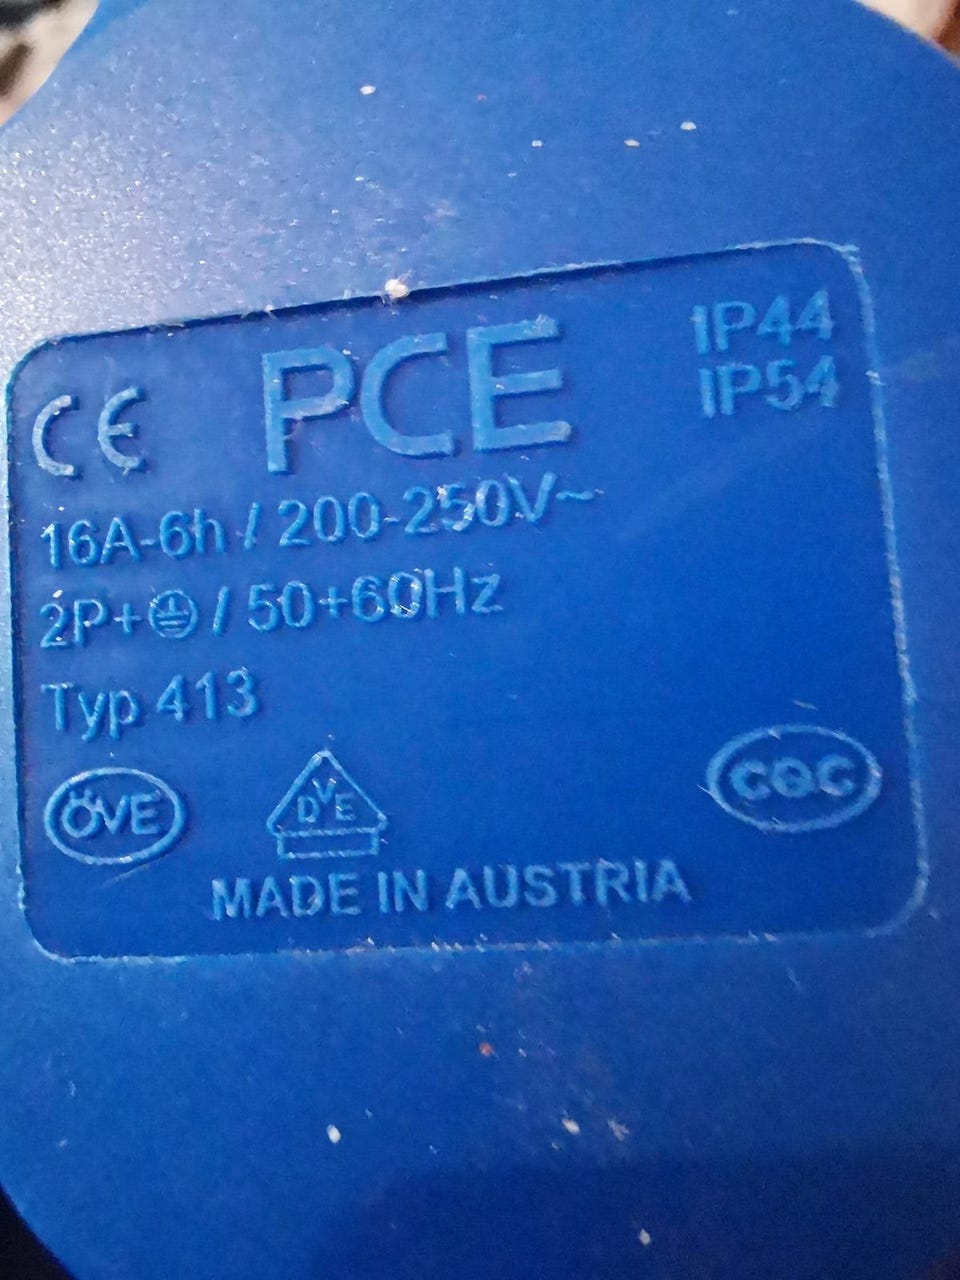 CE PCE IP44
IP54
16A-6h / 200-250V~
2P+⏚ / 50+60Hz
Typ 413
ÖVE
DVE
CQC
MADE IN AUSTRIA